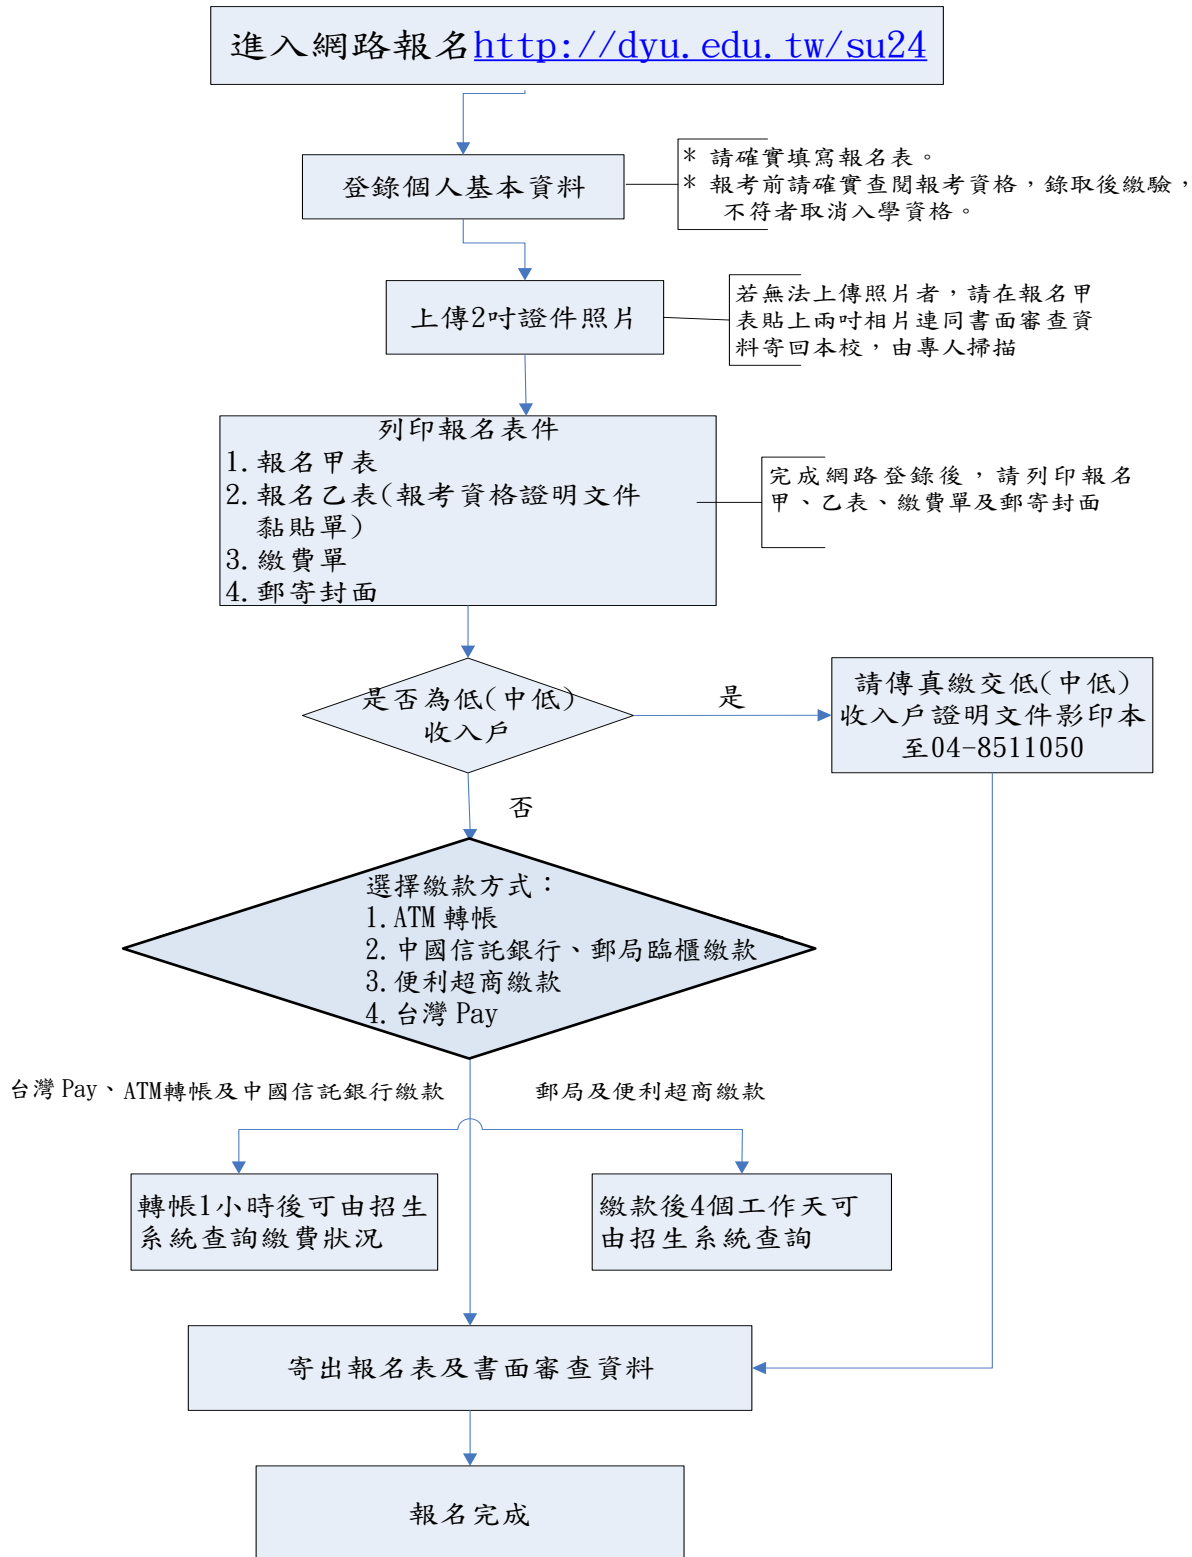 進入網路報名http://dyu.edu.tw/su24
登錄個人基本資料
* 請確實填寫報名表。
* 報考前請確實查閱報考資格，錄取後繳驗，
不符者取消入學資格。
上傳2吋證件照片
若無法上傳照片者，請在報名甲
表貼上兩吋相片連同書面審查資
料寄回本校，由專人掃描
列印報名表件
1.報名甲表
2.報名乙表(報考資格證明文件
黏貼單)
3.繳費單
4.郵寄封面
完成網路登錄後，請列印報名
甲、乙表、繳費單及郵寄封面
是否為低(中低)
收入戶
是
請傳真繳交低(中低)
收入戶證明文件影印本
至04-8511050
否
選擇繳款方式：
1.ATM 轉帳
2.中國信託銀行、郵局臨櫃繳款
3.便利超商繳款
4.台灣 Pay
台灣 Pay、ATM轉帳及中國信託銀行繳款
郵局及便利超商繳款
轉帳1小時後可由招生
系統查詢繳費狀況
繳款後4個工作天可
由招生系統查詢
寄出報名表及書面審查資料
報名完成